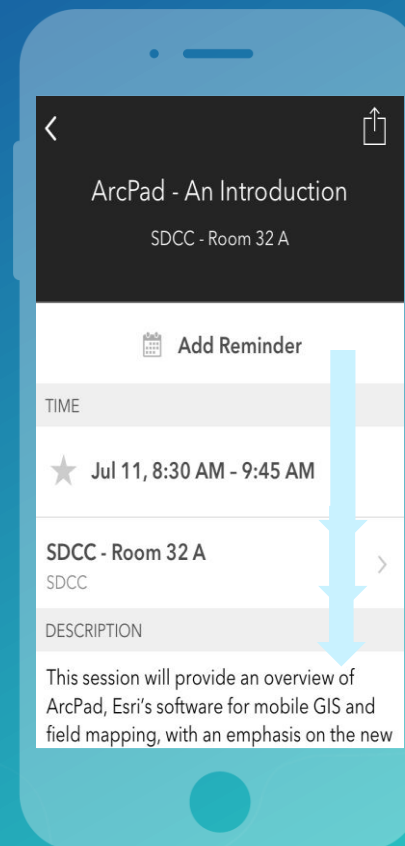 ArcPad - An Introduction
SDCC - Room 32 A
Add Reminder
TIME
Jul 11, 8:30 AM – 9:45 AM
SDCC - Room 32 A
SDCC
DESCRIPTION
This session will provide an overview of
ArcPad, Esri's software for mobile GIS and
field mapping, with an emphasis on the new